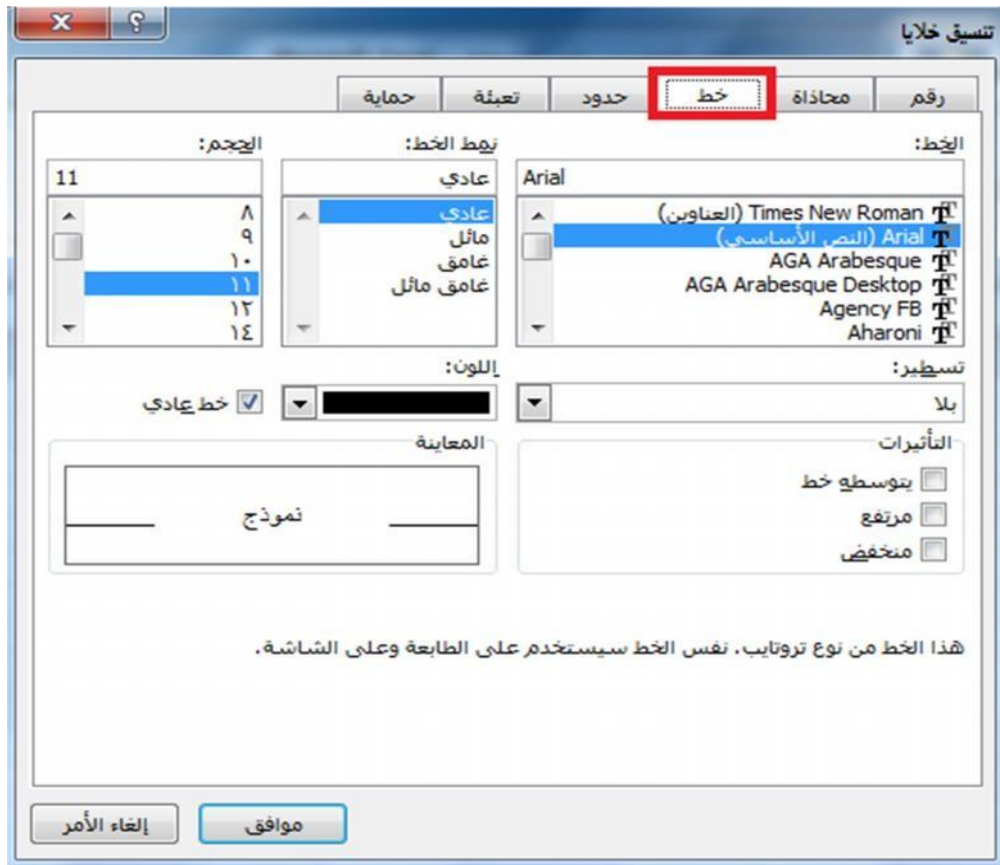 تنسيق خلايا
رقم
محاذاة
خط
حدود
تعبئة
حماية
الخط:
نمط الخط:
الحجم:
Arial
عادي
11
Times New Roman (العناوين)
Arial (النص الأساسي)
AGA Arabesque
AGA Arabesque Desktop
Agency FB
Aharoni
عادي
مائل
غامق
غامق مائل
٨
٩
١٠
١١
١٢
١٤
تسطير:
اللون:
بلا
خط عادي
التأثيرات
يتوسطه خط
مرتفع
منخفض
المعاينة
نموذج
هذا الخط من نوع تروتايب. نفس الخط سيستخدم على الطابعة وعلى الشاشة.
موافق
إلغاء الأمر